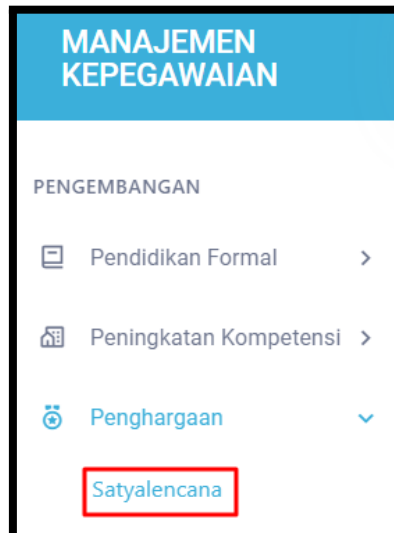 MANAJEMEN
KEPEGAWAIAN
PENGEMBANGAN
Pendidikan Formal
Peningkatan Kompetensi
Penghargaan
Satyalencana